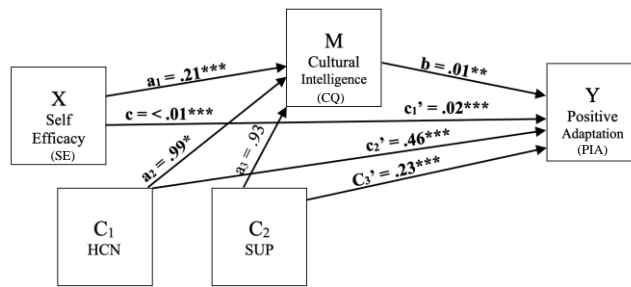 M
Cultural
Intelligence
(CQ)
a₁ = .21***
b = .01**
X
Self
Efficacy
(SE)
c = < .01***
c₁’ = .02***
Y
Positive
Adaptation
(PIA)
a₂ = .99*
a₃ = .93
c₂’ = .46***
C₃’ = .23***
C₁
HCN
C₂
SUP